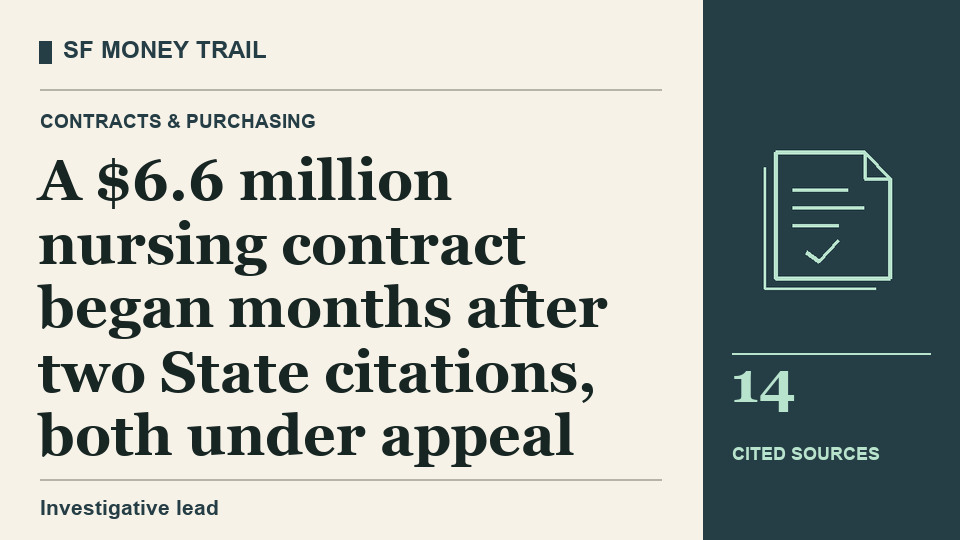 SF MONEY TRAIL
CONTRACTS & PURCHASING
A $6.6 million
nursing contract
began months after
two State citations,
both under appeal
Investigative lead
14
CITED SOURCES